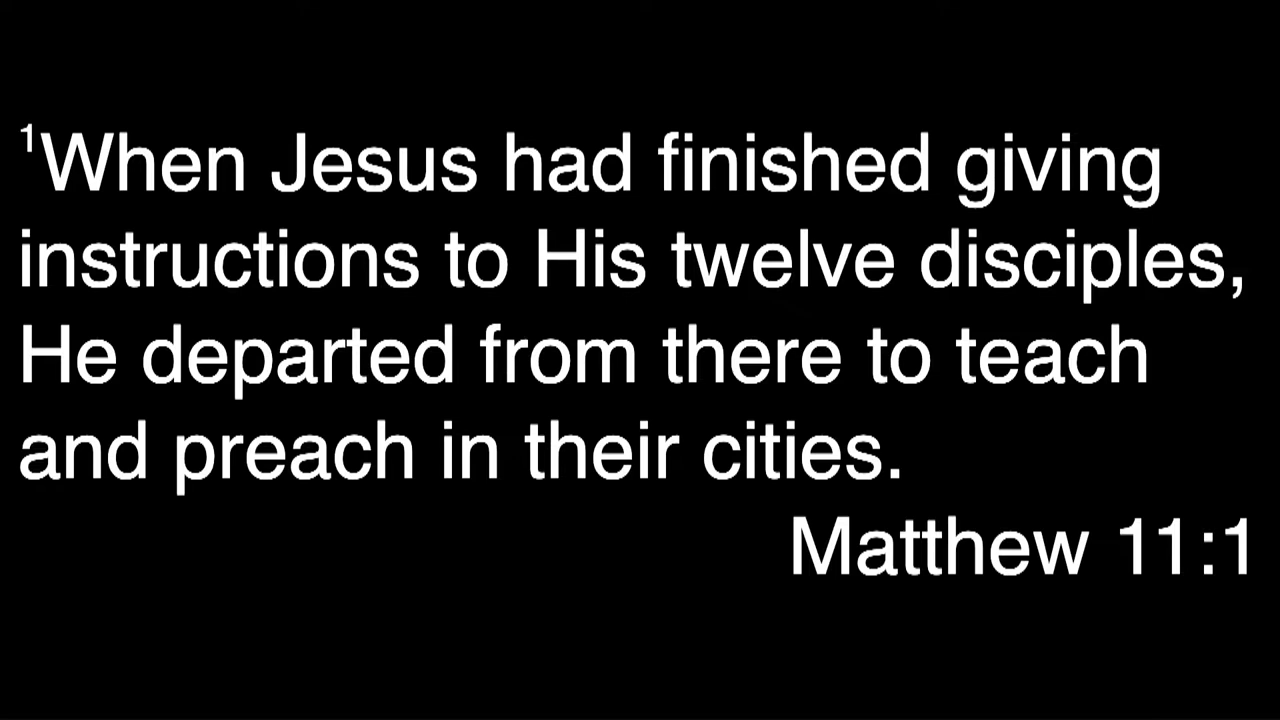 ¹When Jesus had finished giving
instructions to His twelve disciples,
He departed from there to teach
and preach in their cities.
Matthew 11:1